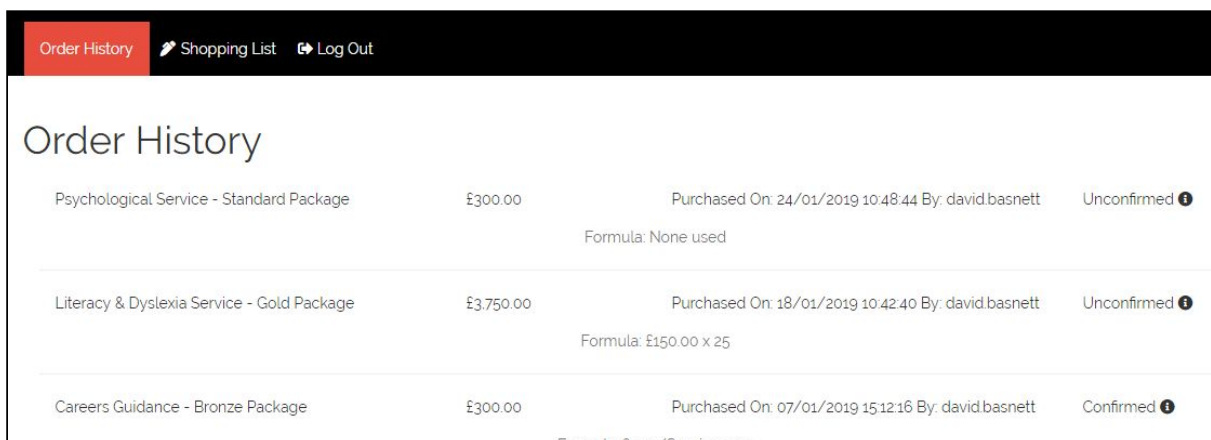 Order History Shopping List Log Out
Order History
Psychological Service - Standard Package £300.00 Purchased On: 24/01/2019 10:48:44 By: david.basnett Unconfirmed
Formula: None used
Literacy & Dyslexia Service - Gold Package £3,750.00 Purchased On: 18/01/2019 10:42:40 By: david.basnett Unconfirmed
Formula: £150.00 x 25
Careers Guidance - Bronze Package £300.00 Purchased On: 07/01/2019 15:12:16 By: david.basnett Confirmed